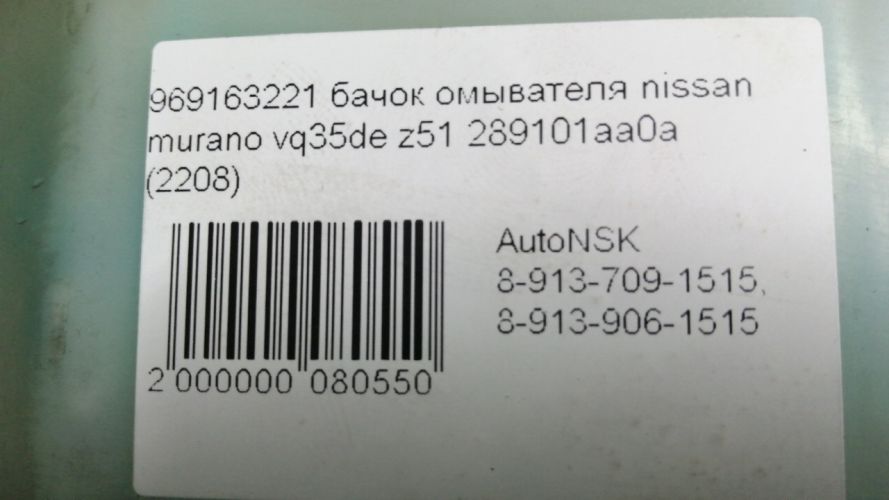 969163221 бачок омывателя nissan
murano vq35de z51 289101aa0a
(2208)
AutoNSK
8-913-709-1515,
8-913-906-1515
2 000000 080550